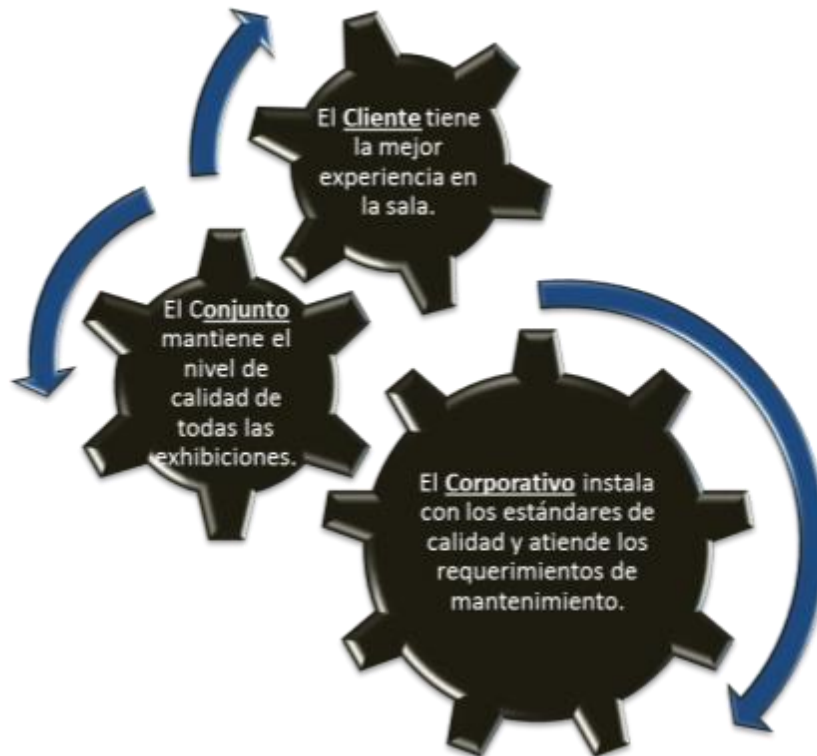 El Cliente tiene
la mejor
experiencia en
la sala.
El Conjunto
mantiene el
nivel de
calidad de
todas las
exhibiciones.
El Corporativo instala
con los estándares de
calidad y atiende los
requerimientos de
mantenimiento.